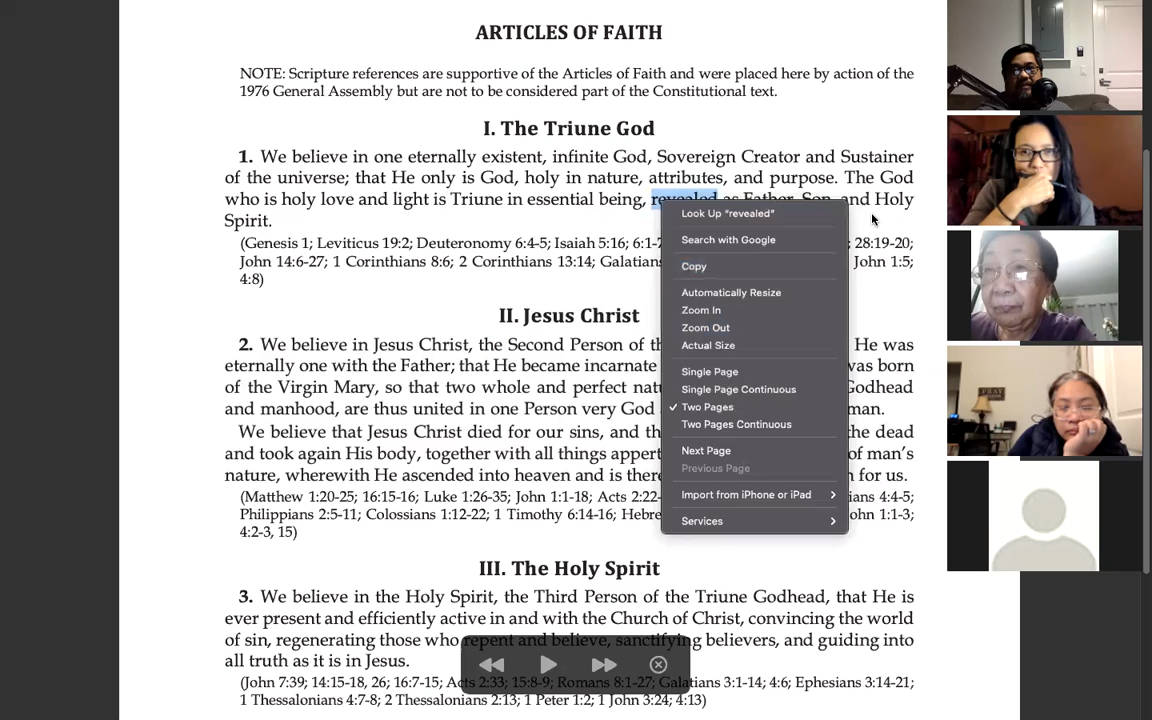 ARTICLES OF FAITH
NOTE: Scripture references are supportive of the Articles of Faith and were placed here by action of the
1976 General Assembly but are not to be considered part of the Constitutional text.
I. The Triune God
1. We believe in one eternally existent, infinite God, Sovereign Creator and Sustainer
of the universe; that He only is God, holy in nature, attributes, and purpose. The God
who is holy love and light is Triune in essential being, revealed as Father, Son, and Holy
Spirit.
(Genesis 1; Leviticus 19:2; Deuteronomy 6:4-5; Isaiah 5:16; 6:1-7 ; 28:19-20;
John 14:6-27; 1 Corinthians 8:6; 2 Corinthians 13:14; Galatians John 1:5;
4:8)
II. Jesus Christ
2. We believe in Jesus Christ, the Second Person of th He was
eternally one with the Father; that He became incarnate was born
of the Virgin Mary, so that two whole and perfect natu Godhead
and manhood, are thus united in one Person very God man.
We believe that Jesus Christ died for our sins, and th the dead
and took again His body, together with all things appert of man's
nature, wherewith He ascended into heaven and is there n for us.
(Matthew 1:20-25; 16:15-16; Luke 1:26-35; John 1:1-18; Acts 2:22- ians 4:4-5;
Philippians 2:5-11; Colossians 1:12-22; 1 Timothy 6:14-16; Hebre ohn 1:1-3;
4:2-3, 15)
III. The Holy Spirit
3. We believe in the Holy Spirit, the Third Person of the Triune Godhead, that He is
ever present and efficiently active in and with the Church of Christ, convincing the world
of sin, regenerating those who repent and believe, sanctifying believers, and guiding into
all truth as it is in Jesus.
(John 7:39; 14:15-18, 26; 16:7-15; Acts 2:33; 15:8-9; Romans 8:1-27; Galatians 3:1-14; 4:6; Ephesians 3:14-21;
1 Thessalonians 4:7-8; 2 Thessalonians 2:13; 1 Peter 1:2; 1 John 3:24; 4:13)
Look Up "revealed"
Search with Google
Copy
Automatically Resize
Zoom In
Zoom Out
Actual Size
Single Page
Single Page Continuous
✓ Two Pages
Two Pages Continuous
Next Page
Previous Page
Import from iPhone or iPad
Services
PRAY